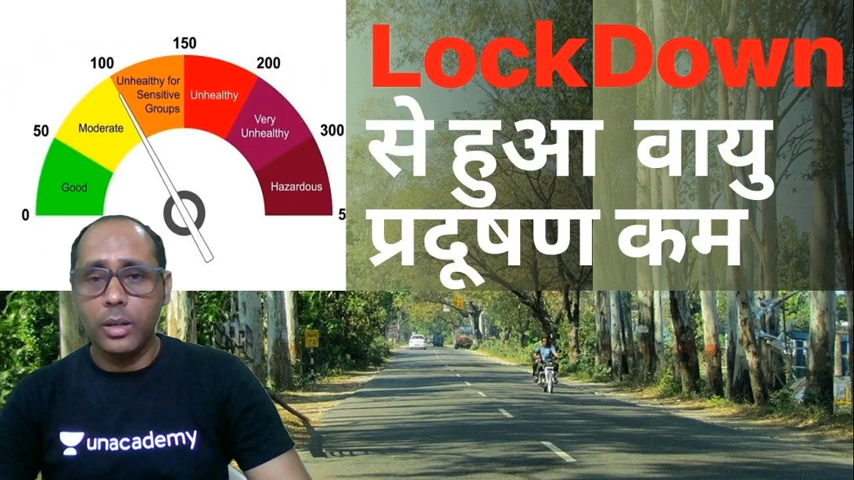 150
100
200
Unhealthy for
Sensitive
Groups
Unhealthy
Moderate
Very
Unhealthy
50
300
Good
Hazardous
0
5
LockDown
से हुआ वायु
प्रदूषण कम
unacademy